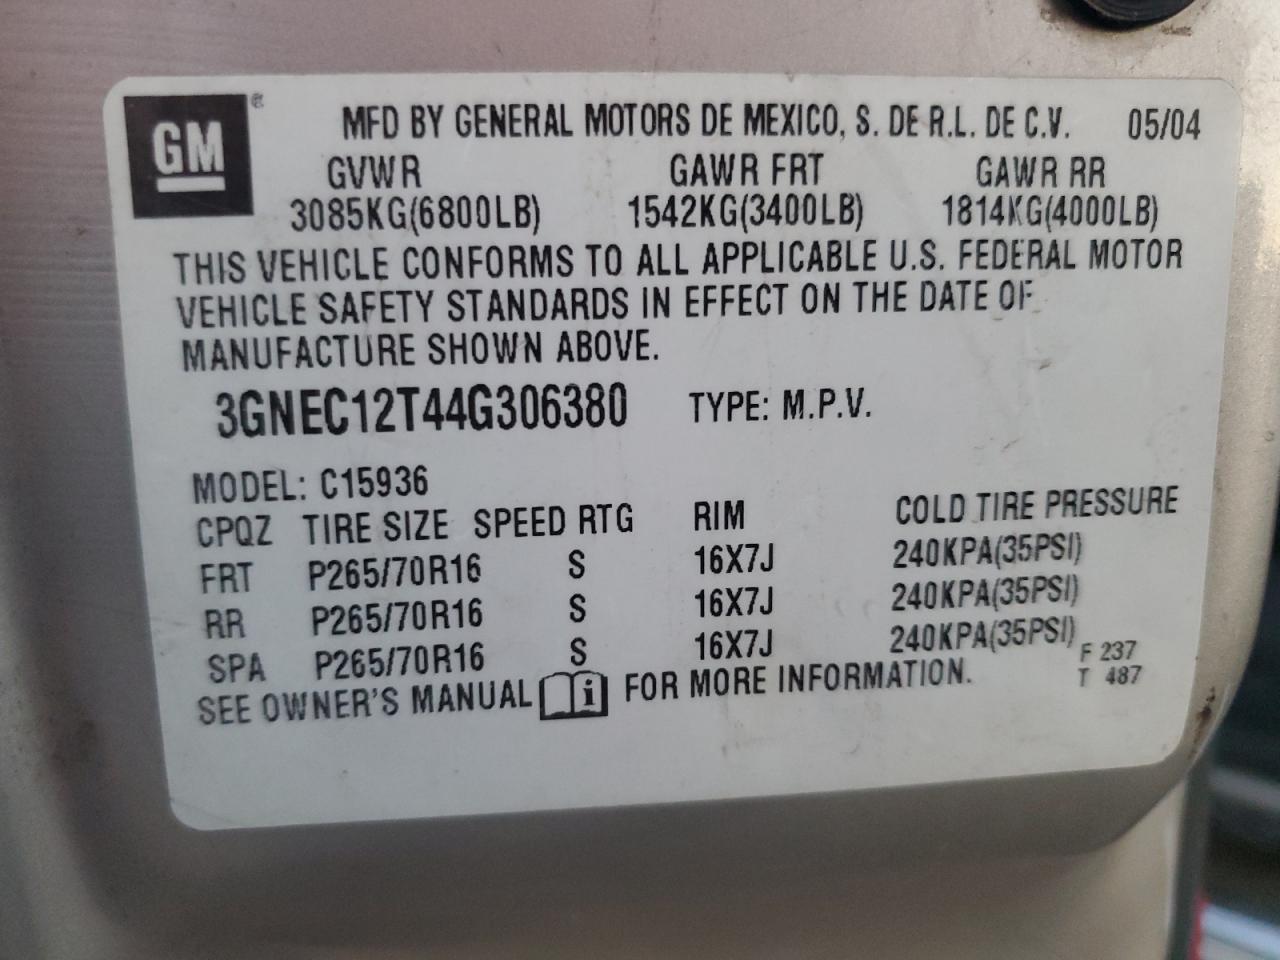 GM ®
MFD BY GENERAL MOTORS DE MEXICO, S. DE R.L. DE C.V. 05/04
GVWR GAWR FRT GAWR RR
3085KG(6800LB) 1542KG(3400LB) 1814KG(4000LB)
THIS VEHICLE CONFORMS TO ALL APPLICABLE U.S. FEDERAL MOTOR
VEHICLE SAFETY STANDARDS IN EFFECT ON THE DATE OF
MANUFACTURE SHOWN ABOVE.
3GNEC12T44G306380 TYPE: M.P.V.
MODEL: C15936
CPQZ TIRE SIZE SPEED RTG RIM COLD TIRE PRESSURE
FRT P265/70R16 S 16X7J 240KPA(35PSI)
RR P265/70R16 S 16X7J 240KPA(35PSI)
SPA P265/70R16 S 16X7J 240KPA(35PSI)
SEE OWNER'S MANUAL i FOR MORE INFORMATION.
F 237
T 487